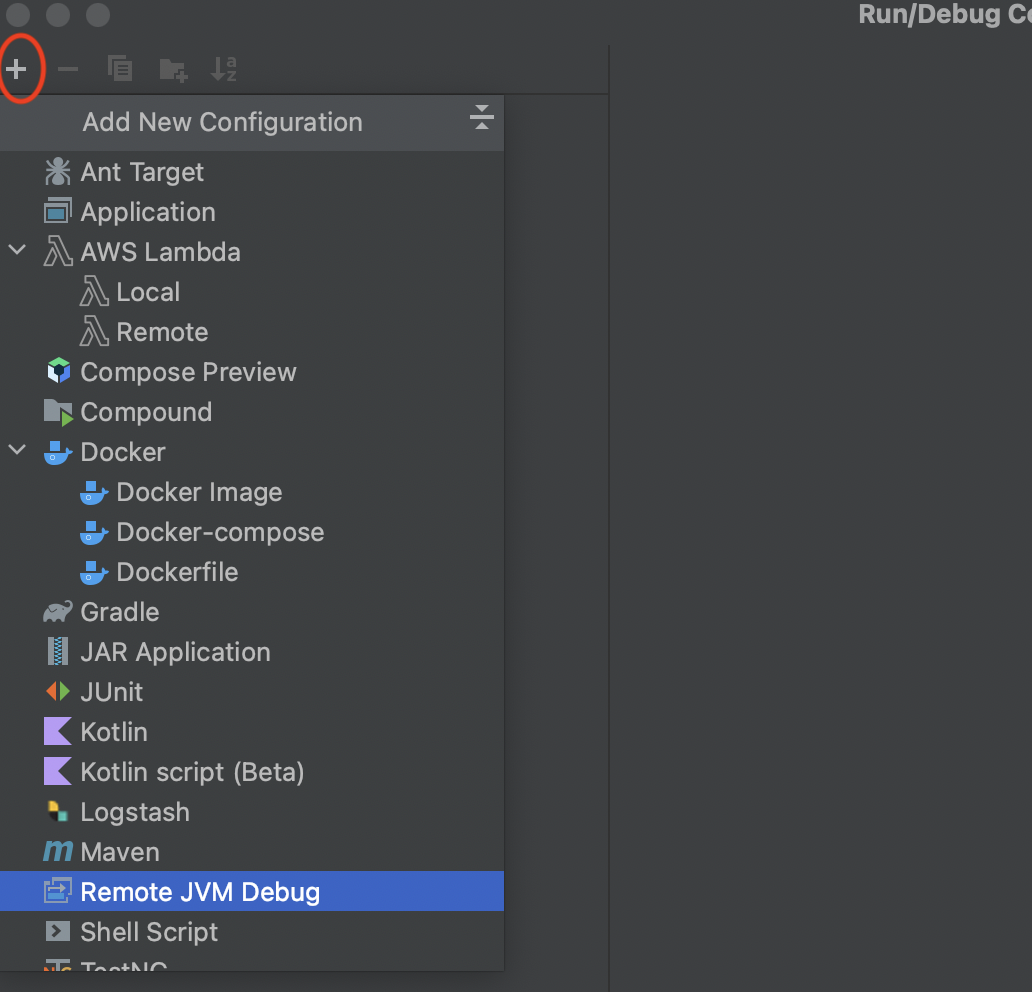 Run/Debug Co
Add New Configuration
Ant Target
Application
AWS Lambda
Local
Remote
Compose Preview
Compound
Docker
Docker Image
Docker-compose
Dockerfile
Gradle
JAR Application
JUnit
Kotlin
Kotlin script (Beta)
Logstash
Maven
Remote JVM Debug
Shell Script
TestNG